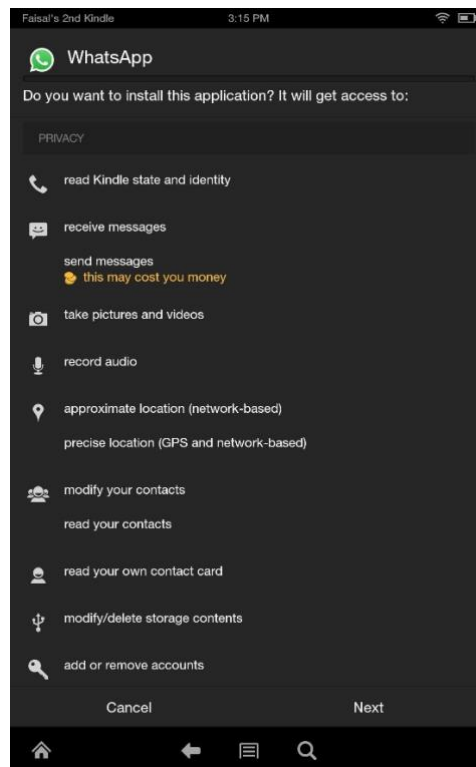 Faisal's 2nd Kindle 3:15 PM
WhatsApp
Do you want to install this application? It will get access to:
PRIVACY
read Kindle state and identity
receive messages
send messages
this may cost you money
take pictures and videos
record audio
approximate location (network-based)
precise location (GPS and network-based)
modify your contacts
read your contacts
read your own contact card
modify/delete storage contents
add or remove accounts
Cancel Next